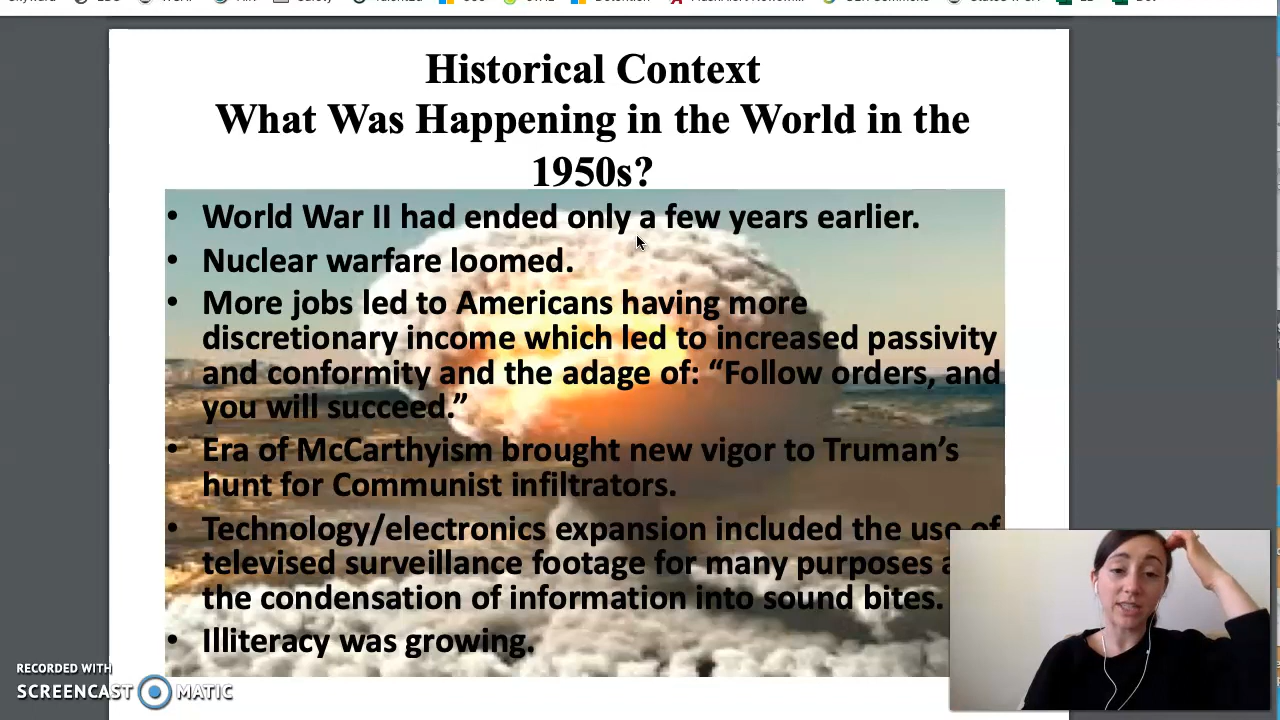 Historical Context
What Was Happening in the World in the
1950s?
• World War II had ended only a few years earlier.
• Nuclear warfare loomed.
• More jobs led to Americans having more
discretionary income which led to increased passivity
and conformity and the adage of: “Follow orders, and
you will succeed.”
• Era of McCarthyism brought new vigor to Truman’s
hunt for Communist infiltrators.
• Technology/electronics expansion included the use of
televised surveillance footage for many purposes
the condensation of information into sound bites.
• Illiteracy was growing.
RECORDED WITH
SCREENCAST MATIC